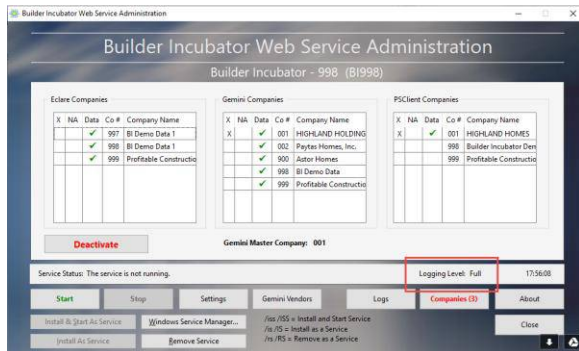 Builder Incubator Web Service Administration
Builder Incubator Web Service Administration
Builder Incubator - 998 (BI998)
Eclare Companies
X NA Data Co # Company Name
✔ 997 BI Demo Data 1
✔ 998 BI Demo Data 1
✔ 999 Profitable Constructio
Gemini Companies
X NA Data Co # Company Name
X ✔ 001 HIGHLAND HOLDING
✔ 002 Paytes Homes, Inc.
✔ 900 Astor Homes
✔ 998 BI Demo Data
✔ 999 Profitable Constructio
PSClient Companies
X NA Data Co # Company Name
X ✔ 001 HIGHLAND HOMES
998 Builder Incubator Den
999 Profitable Constructio
Deactivate
Gemini Master Company: 001
Service Status: The service is not running.
Logging Level: Full
17:56:08
Start Stop Settings Gemini Vendors Logs Companies (3) About
Install & Start As Service Windows Service Manager...
/iss /ISS = Install and Start Service
/is /IS = Install as a Service
/rs /RS = Remove as a Service
Close
Install As Service Remove Service